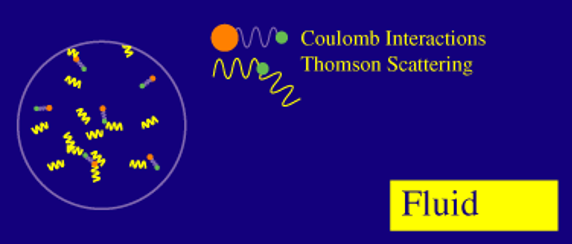 Coulomb Interactions
Thomson Scattering
Fluid